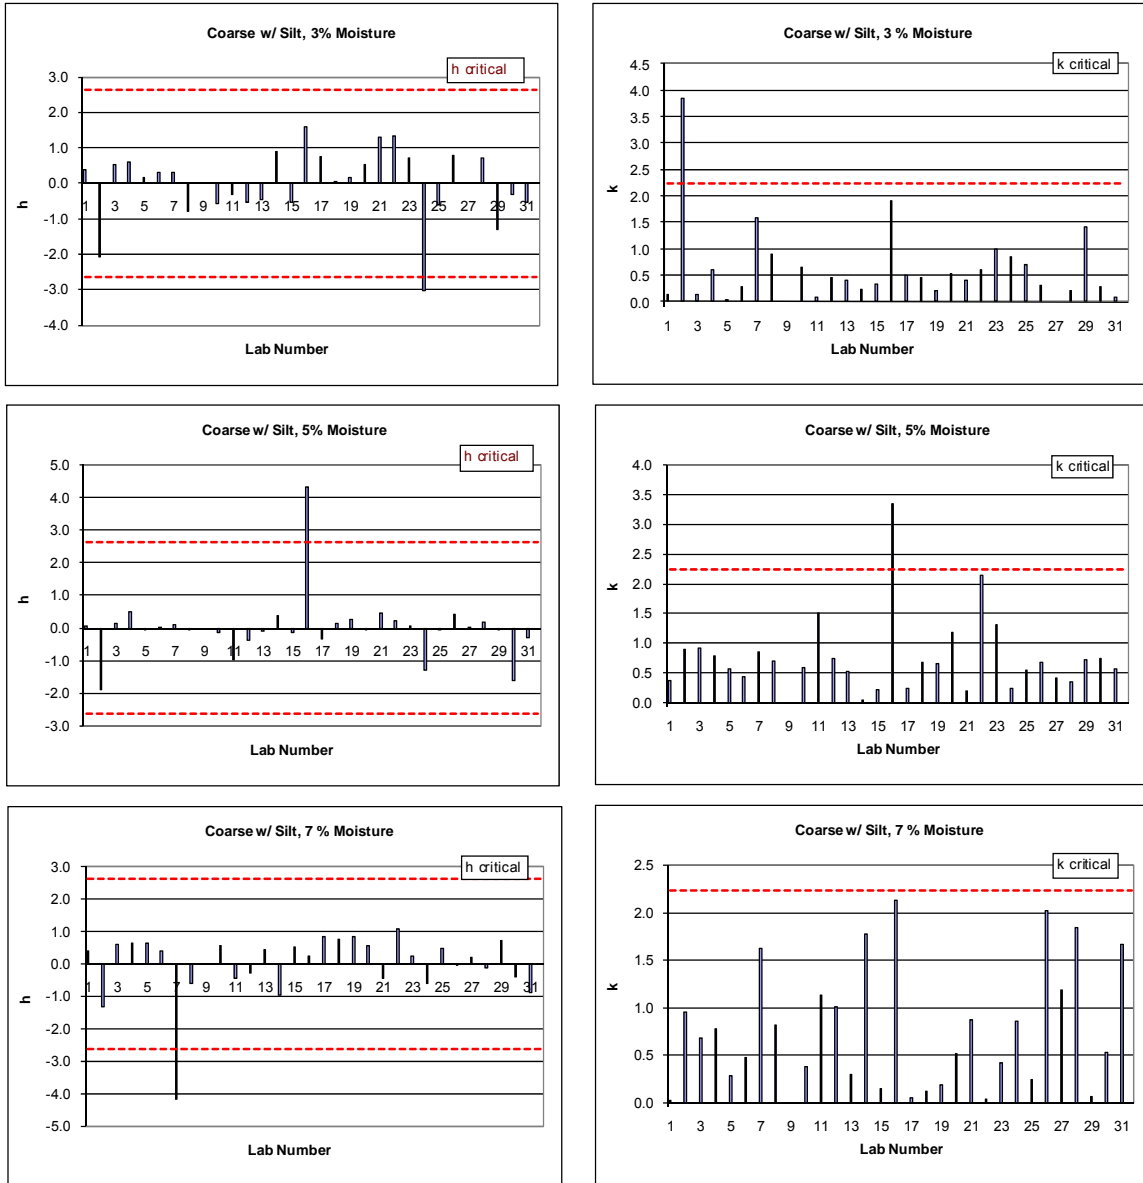 Coarse w/ Silt, 3% Moisture
h critical
3.0
2.0
1.0
0.0
-1.0
-2.0
-3.0
-4.0
h
1 3 5 7 9 11 13 15 17 19 21 23 25 27 29 31
Lab Number
Coarse w/ Silt, 3 % Moisture
k critical
4.5
4.0
3.5
3.0
2.5
2.0
1.5
1.0
0.5
0.0
k
1 3 5 7 9 11 13 15 17 19 21 23 25 27 29 31
Lab Number
Coarse w/ Silt, 5% Moisture
h critical
5.0
4.0
3.0
2.0
1.0
0.0
-1.0
-2.0
-3.0
h
1 3 5 7 9 11 13 15 17 19 21 23 25 27 29 31
Lab Number
Coarse w/ Silt, 5% Moisture
k critical
4.0
3.5
3.0
2.5
2.0
1.5
1.0
0.5
0.0
k
1 3 5 7 9 11 13 15 17 19 21 23 25 27 29 31
Lab Number
Coarse w/ Silt, 7 % Moisture
h critical
3.0
2.0
1.0
0.0
-1.0
-2.0
-3.0
-4.0
-5.0
h
1 3 5 7 9 11 13 15 17 19 21 23 25 27 29 31
Lab Number
Coarse w/ Silt, 7 % Moisture
k critical
2.5
2.0
1.5
1.0
0.5
0.0
k
1 3 5 7 9 11 13 15 17 19 21 23 25 27 29 31
Lab Number